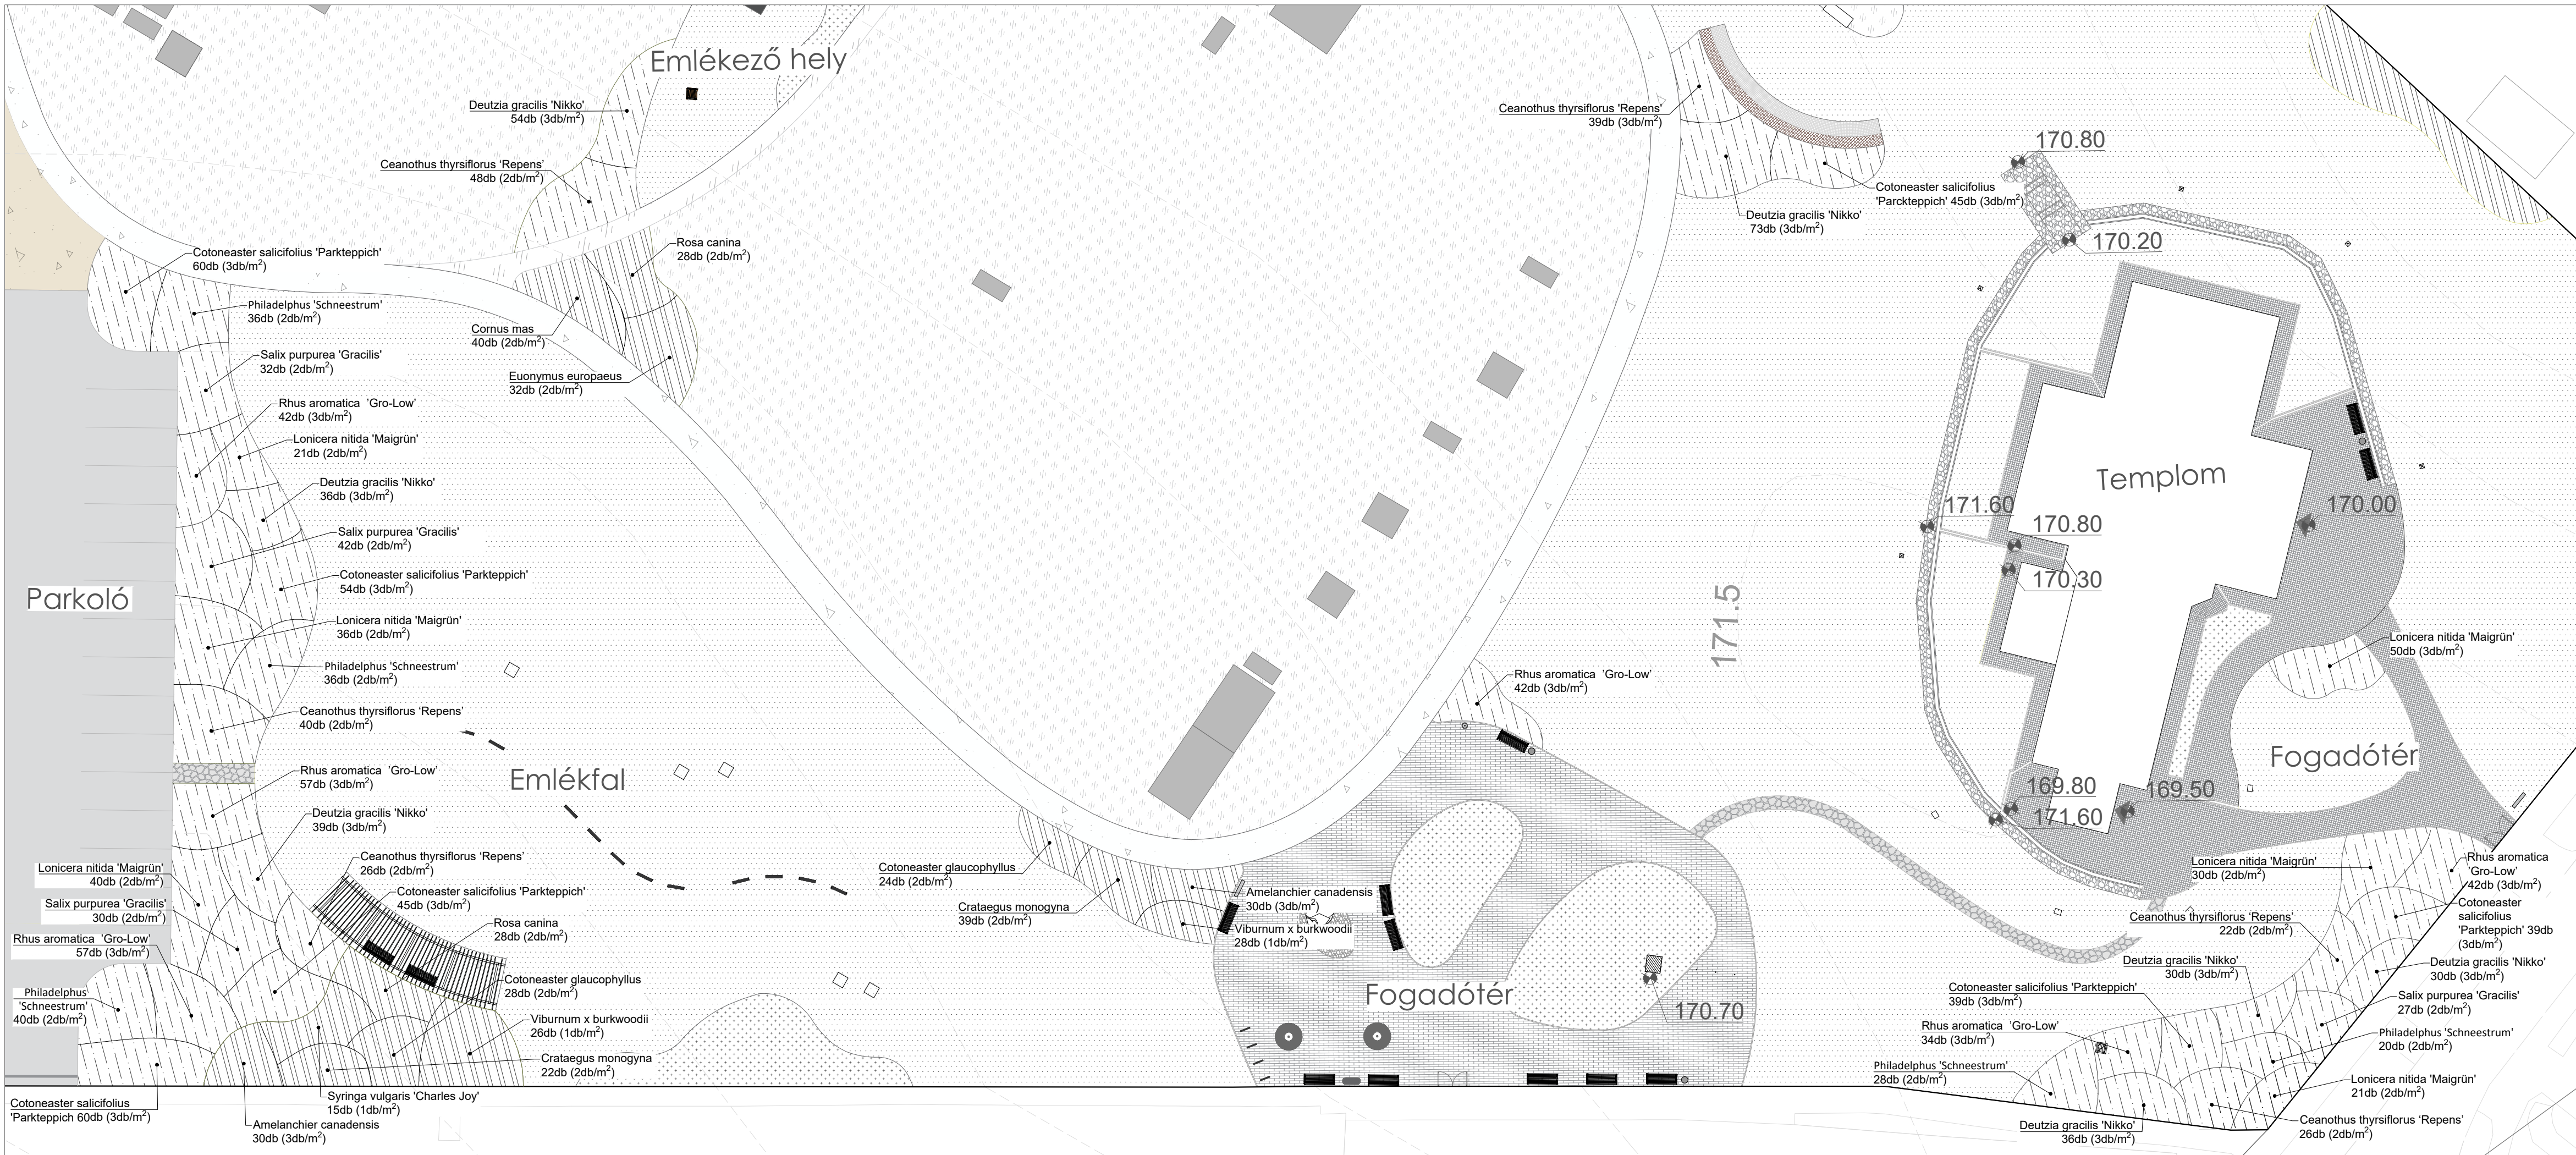 Emlékező hely
Deutzia gracilis 'Nikko'
54db (3db/m²)
Ceanothus thyrsiflorus 'Repens'
48db (2db/m²)
Rosa canina
28db (2db/m²)
Cornus mas
40db (2db/m²)
Euonymus europaeus
32db (2db/m²)
Cotoneaster salicifolius 'Parkteppich'
60db (3db/m²)
Philadelphus 'Schneestrum'
36db (2db/m²)
Salix purpurea 'Gracilis'
32db (2db/m²)
Rhus aromatica 'Gro-Low'
42db (3db/m²)
Lonicera nitida 'Maigrün'
21db (2db/m²)
Deutzia gracilis 'Nikko'
36db (3db/m²)
Salix purpurea 'Gracilis'
42db (2db/m²)
Cotoneaster salicifolius 'Parkteppich'
54db (3db/m²)
Parkoló
Lonicera nitida 'Maigrün'
36db (2db/m²)
Philadelphus 'Schneestrum'
36db (2db/m²)
Ceanothus thyrsiflorus 'Repens'
40db (2db/m²)
Rhus aromatica 'Gro-Low'
57db (3db/m²)
Emlékfal
Deutzia gracilis 'Nikko'
39db (3db/m²)
Ceanothus thyrsiflorus 'Repens'
26db (2db/m²)
Cotoneaster salicifolius 'Parkteppich'
45db (3db/m²)
Rosa canina
28db (2db/m²)
Lonicera nitida 'Maigrün'
40db (2db/m²)
Salix purpurea 'Gracilis'
30db (2db/m²)
Rhus aromatica 'Gro-Low'
57db (3db/m²)
Philadelphus
'Schneestrum'
40db (2db/m²)
Cotoneaster glaucophyllus
28db (2db/m²)
Viburnum x burkwoodii
26db (1db/m²)
Crataegus monogyna
22db (2db/m²)
Syringa vulgaris 'Charles Joy'
15db (1db/m²)
Amelanchier canadensis
30db (3db/m²)
Cotoneaster salicifolius
'Parkteppich 60db (3db/m²)
Cotoneaster glaucophyllus
24db (2db/m²)
Crataegus monogyna
39db (2db/m²)
Amelanchier canadensis
30db (3db/m²)
Viburnum x burkwoodii
28db (1db/m²)
Fogadótér
170.70
Rhus aromatica 'Gro-Low'
42db (3db/m²)
171.5
Ceanothus thyrsiflorus 'Repens'
39db (3db/m²)
Cotoneaster salicifolius
'Parckteppich' 45db (3db/m²)
Deutzia gracilis 'Nikko'
73db (3db/m²)
170.80
170.20
Templom
171.60
170.80
170.30
170.00
Lonicera nitida 'Maigrün'
50db (3db/m²)
Fogadótér
169.80
171.60
169.50
Lonicera nitida 'Maigrün'
30db (2db/m²)
Rhus aromatica
'Gro-Low'
42db (3db/m²)
Cotoneaster
salicifolius
'Parkteppich' 39db
(3db/m²)
Ceanothus thyrsiflorus 'Repens'
22db (2db/m²)
Deutzia gracilis 'Nikko'
30db (3db/m²)
Deutzia gracilis 'Nikko'
30db (3db/m²)
Cotoneaster salicifolius 'Parkteppich'
39db (3db/m²)
Salix purpurea 'Gracilis'
27db (2db/m²)
Rhus aromatica 'Gro-Low'
34db (3db/m²)
Philadelphus 'Schneestrum'
20db (2db/m²)
Philadelphus 'Schneestrum'
28db (2db/m²)
Lonicera nitida 'Maigrün'
21db (2db/m²)
Deutzia gracilis 'Nikko'
36db (3db/m²)
Ceanothus thyrsiflorus 'Repens'
26db (2db/m²)